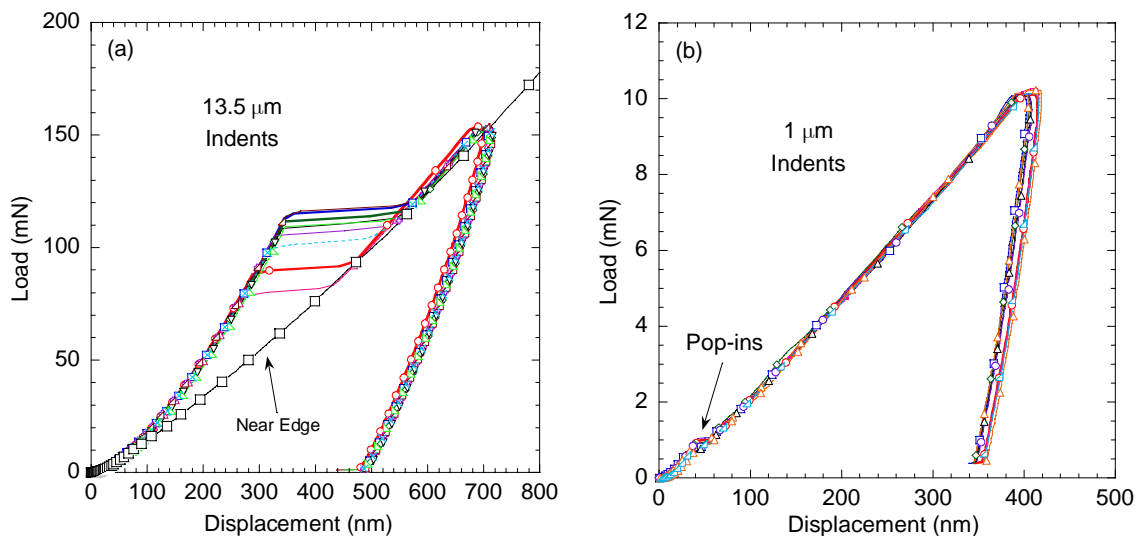 (a)
13.5 μm
Indents
Near Edge
200
150
100
50
0
Load (mN)
0 100 200 300 400 500 600 700 800
Displacement (nm)
(b)
1 μm
Indents
Pop-ins
12
10
8
6
4
2
0
Load (mN)
0 100 200 300 400 500
Displacement (nm)